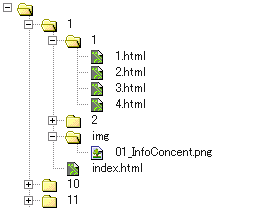 1
1
1.html
2.html
3.html
4.html
2
img
01_InfoConcent.png
index.html
10
11